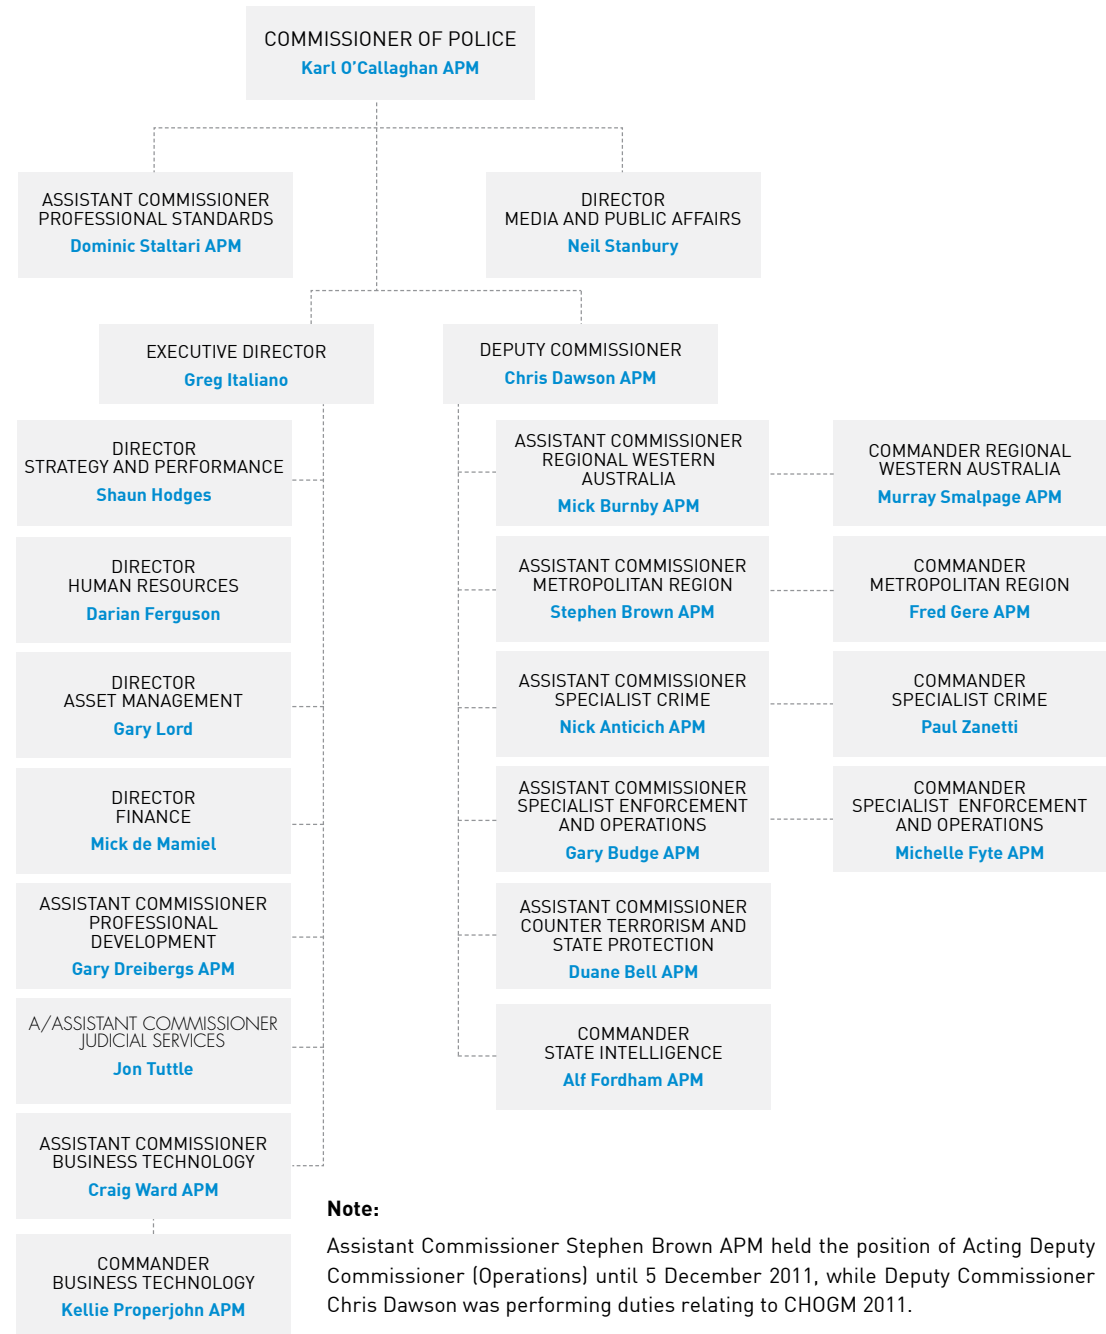 COMMISSIONER OF POLICE
Karl O’Callaghan APM
ASSISTANT COMMISSIONER
PROFESSIONAL STANDARDS
Dominic Staltari APM
DIRECTOR
MEDIA AND PUBLIC AFFAIRS
Neil Stanbury
EXECUTIVE DIRECTOR
Greg Italiano
DEPUTY COMMISSIONER
Chris Dawson APM
DIRECTOR
STRATEGY AND PERFORMANCE
Shaun Hodges
DIRECTOR
HUMAN RESOURCES
Darian Ferguson
DIRECTOR
ASSET MANAGEMENT
Gary Lord
DIRECTOR
FINANCE
Mick de Mamiel
ASSISTANT COMMISSIONER
PROFESSIONAL
DEVELOPMENT
Gary Dreibergs APM
A/ASSISTANT COMMISSIONER
JUDICIAL SERVICES
Jon Tuttle
ASSISTANT COMMISSIONER
BUSINESS TECHNOLOGY
Craig Ward APM
COMMANDER
BUSINESS TECHNOLOGY
Kellie Properjohn APM
ASSISTANT COMMISSIONER
REGIONAL WESTERN
AUSTRALIA
Mick Burnby APM
COMMANDER REGIONAL
WESTERN AUSTRALIA
Murray Smalpage APM
ASSISTANT COMMISSIONER
METROPOLITAN REGION
Stephen Brown APM
COMMANDER
METROPOLITAN REGION
Fred Gere APM
ASSISTANT COMMISSIONER
SPECIALIST CRIME
Nick Anticich APM
COMMANDER
SPECIALIST CRIME
Paul Zanetti
ASSISTANT COMMISSIONER
SPECIALIST ENFORCEMENT
AND OPERATIONS
Gary Budge APM
COMMANDER
SPECIALIST ENFORCEMENT
AND OPERATIONS
Michelle Fyte APM
ASSISTANT COMMISSIONER
COUNTER TERRORISM AND
STATE PROTECTION
Duane Bell APM
COMMANDER
STATE INTELLIGENCE
Alf Fordham APM
Note:
Assistant Commissioner Stephen Brown APM held the position of Acting Deputy
Commissioner (Operations) until 5 December 2011, while Deputy Commissioner
Chris Dawson was performing duties relating to CHOGM 2011.